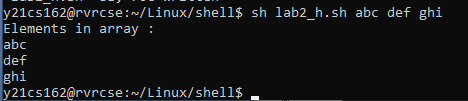 y21cs162@rvrcse:~/Linux/shell$ sh lab2_h.sh abc def ghi
Elements in array :
abc
def
ghi
y21cs162@rvrcse:~/Linux/shell$